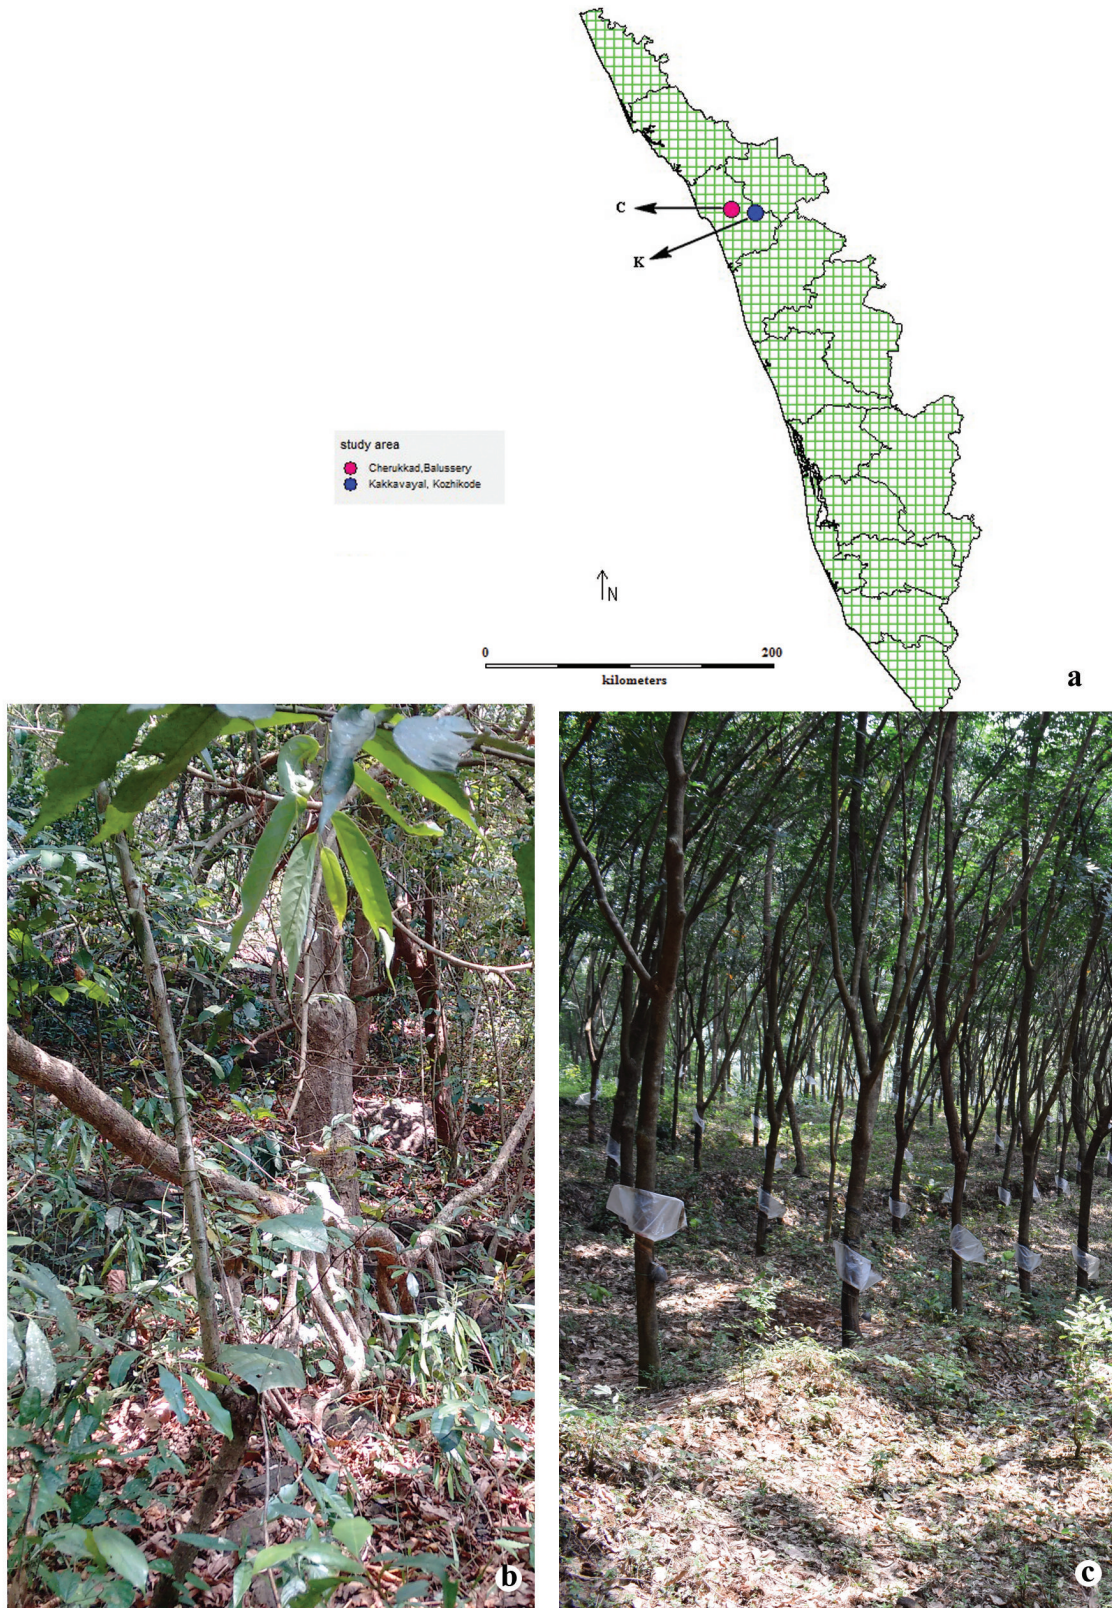 C
K
study area
Cherukkad,Balussery
Kakkavayal, Kozhikode
N
0 200
kilometers
a
b
c